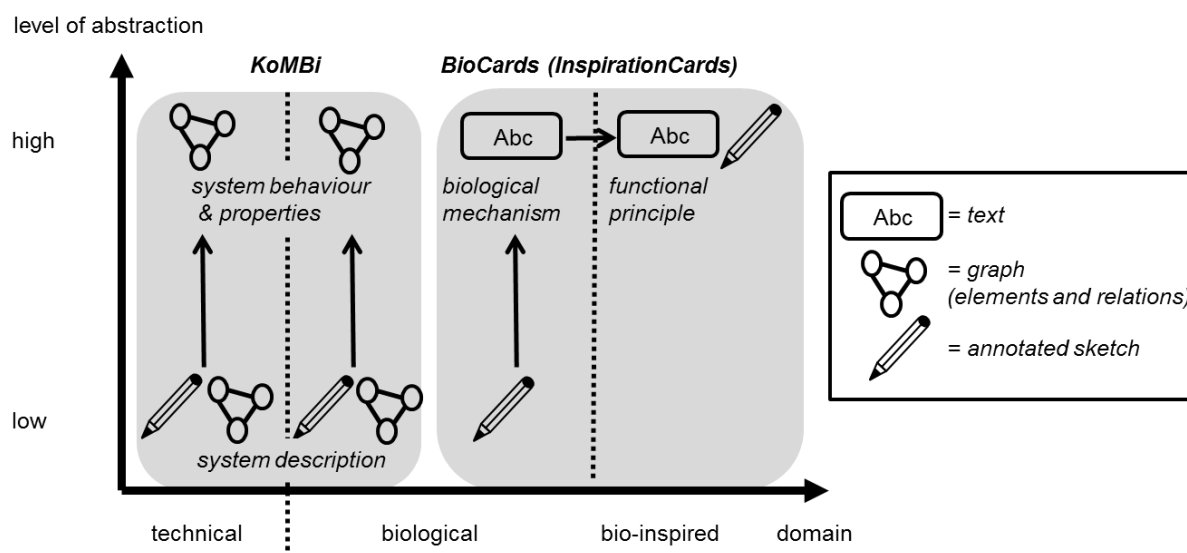 level of abstraction
KoMBi
BioCards (InspirationCards)
high
Abc
Abc
system behaviour
& properties
biological
mechanism
functional
principle
low
system description
technical
biological
bio-inspired
domain
Abc
= text
= graph
(elements and relations)
= annotated sketch